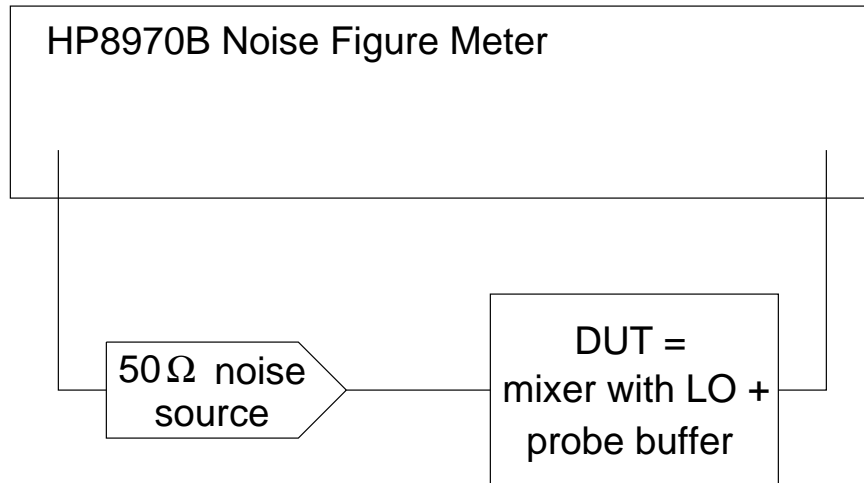 HP8970B Noise Figure Meter
50Ω noise
source
DUT =
mixer with LO +
probe buffer